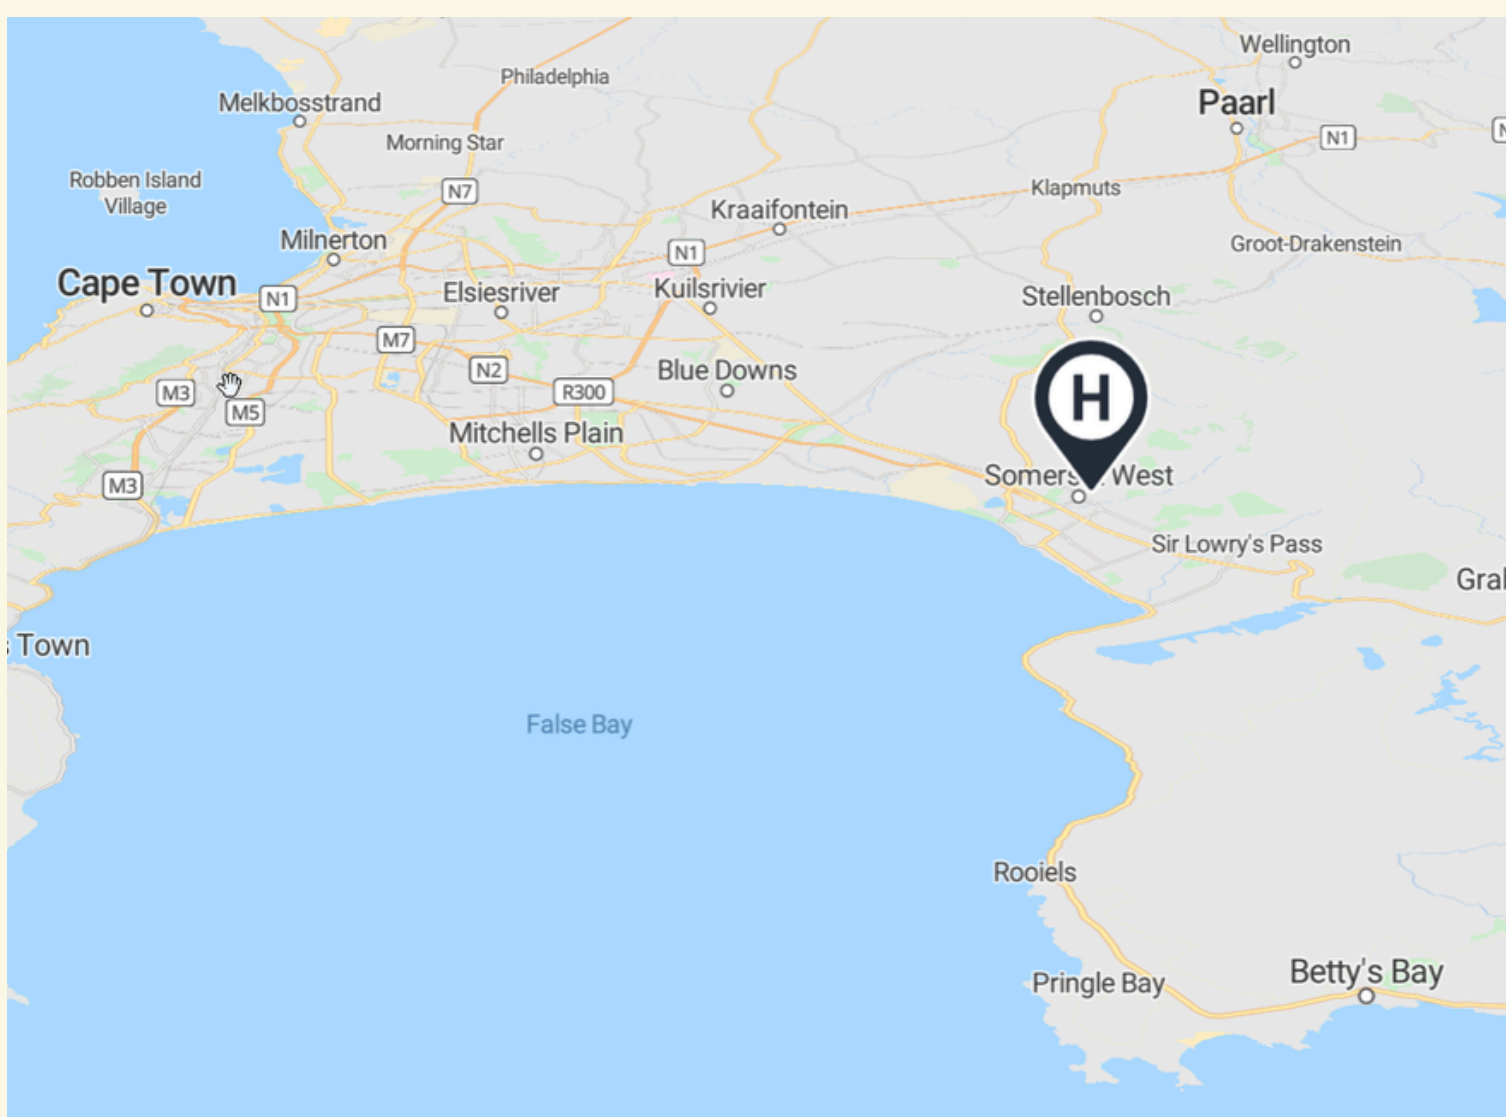 Wellington
Philadelphia
Melkbosstrand
Paarl
N1
Morning Star
Robben Island
Village
N7
Klapmuts
Kraaifontein
Milnerton
N1
Groot-Drakenstein
Cape Town
N1
Elsiesriver
Kuilsrivier
Stellenbosch
M7
N2
Blue Downs
M3
R300
H
M5
Mitchells Plain
M3
West
Sir Lowry's Pass
Town
False Bay
Rooiels
Pringle Bay
Betty's Bay